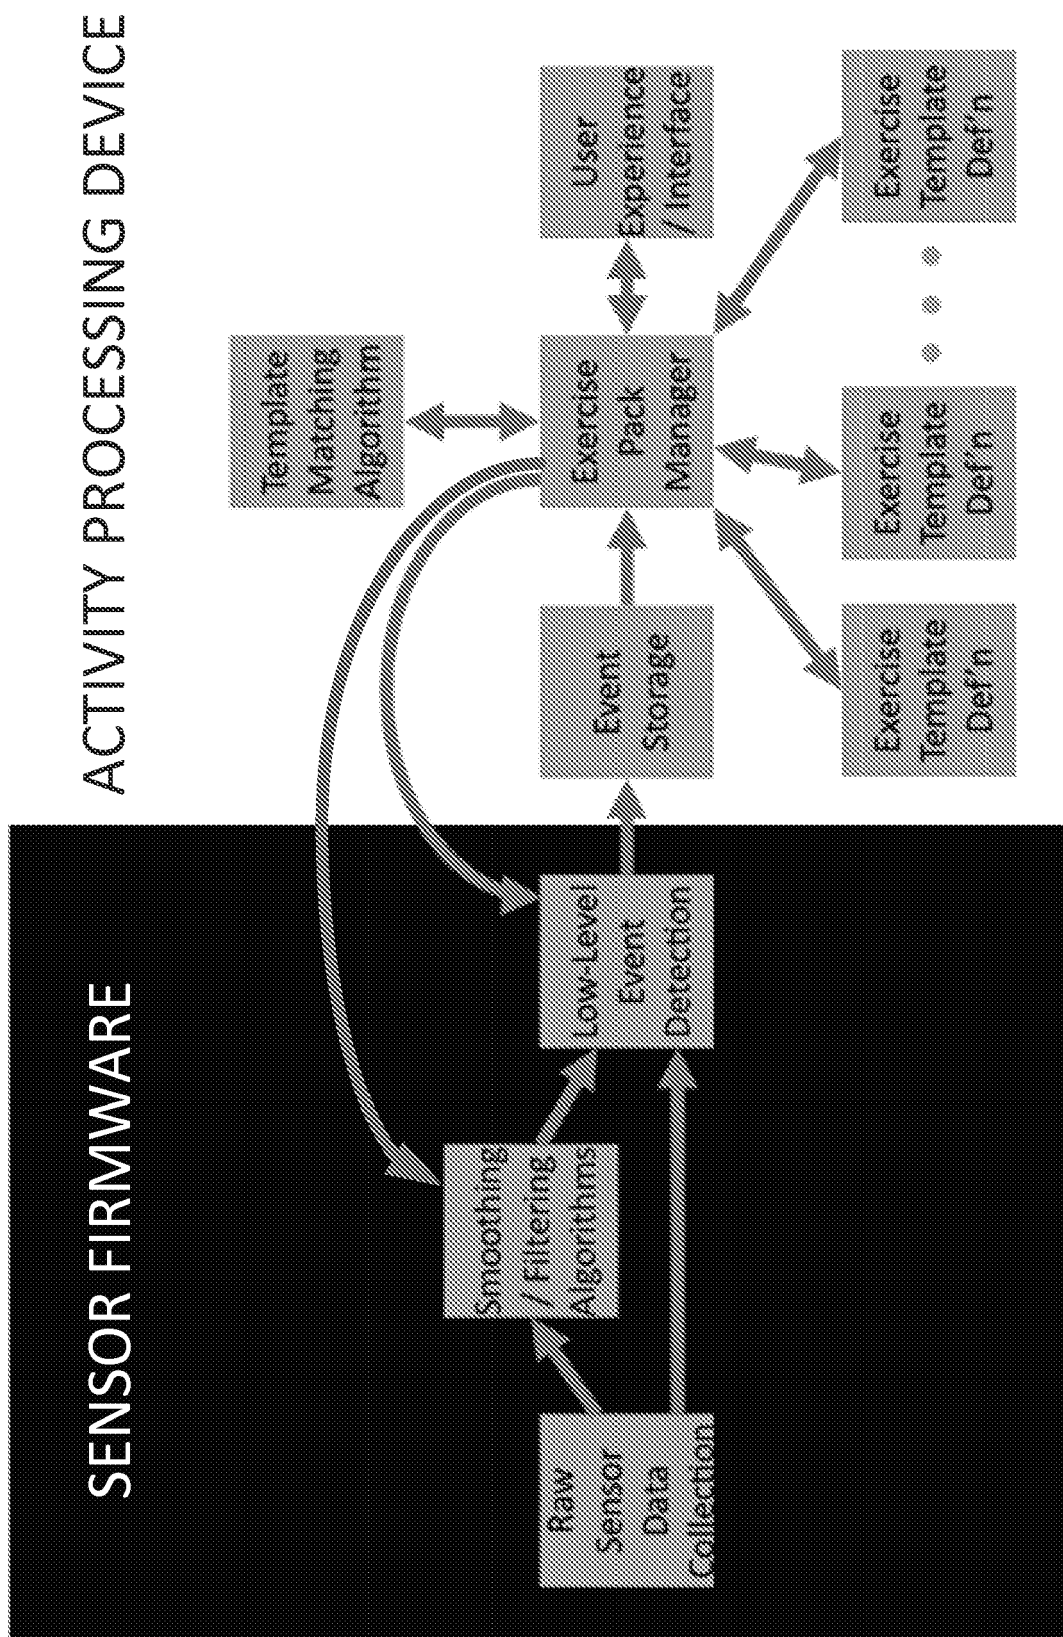 SENSOR FIRMWARE
ACTIVITY PROCESSING DEVICE
Raw
Sensor
Data
Collection
Smoothing
/ Filtering
Algorithms
Low-Level
Event
Detection
Event
Storage
Template
Matching
Algorithm
Exercise
Pack
Manager
User
Experience
/ Interface
Exercise
Template
Def'n
Exercise
Template
Def'n
Exercise
Template
Def'n